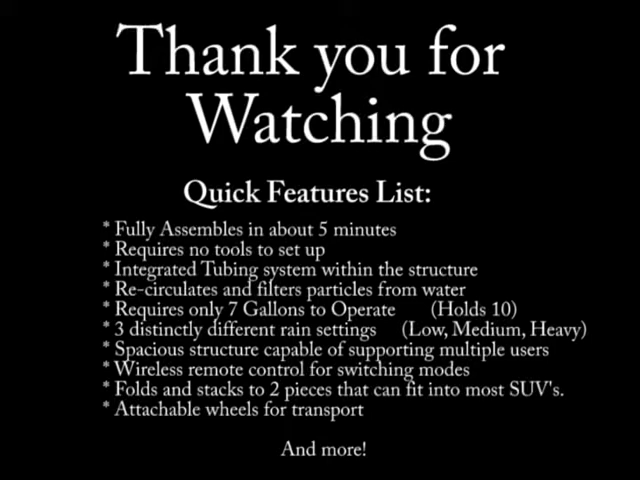 Thank you for
Watching
Quick Features List:
* Fully Assembles in about 5 minutes
* Requires no tools to set up
* Integrated Tubing system within the structure
* Re-circulates and filters particles from water
* Requires only 7 Gallons to Operate (Holds 10)
* 3 distinctly different rain settings (Low, Medium, Heavy)
* Spacious structure capable of supporting multiple users
* Wireless remote control for switching modes
* Folds and stacks to 2 pieces that can fit into most SUV's.
* Attachable wheels for transport
And more!